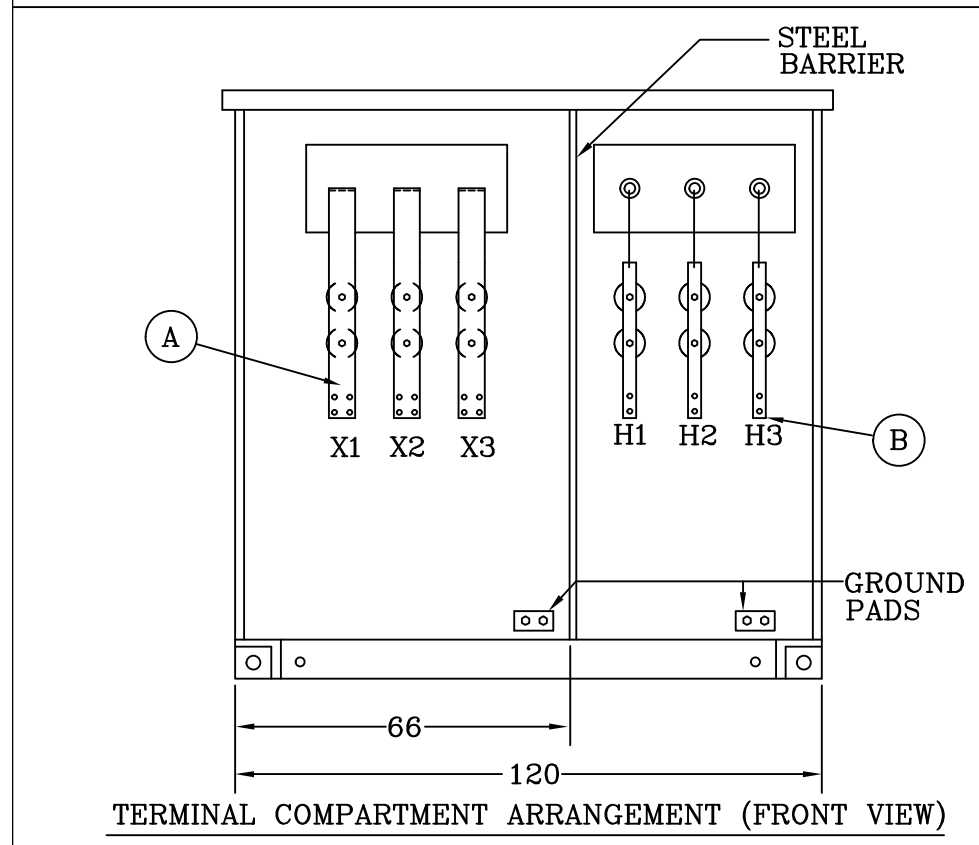 STEEL
BARRIER
A
X1 X2 X3
H1 H2 H3
B
GROUND
PADS
66
120
TERMINAL COMPARTMENT ARRANGEMENT (FRONT VIEW)